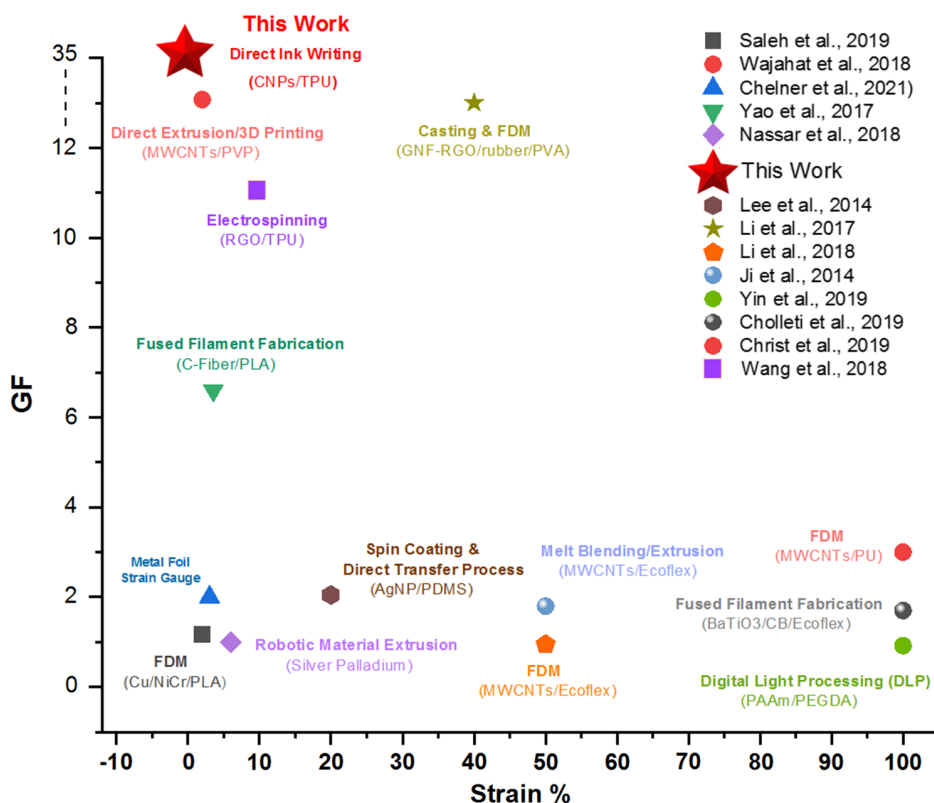 This Work
Direct Ink Writing
(CNPs/TPU)
35
Direct Extrusion/3D Printing
(MWCNTs/PVP)
Casting & FDM
(GNF-RGO/rubber/PVA)
12
Electrospinning
(RGO/TPU)
10
8
Fused Filament Fabrication
(C-Fiber/PLA)
6
GF
4
Metal Foil
Strain Gauge
Spin Coating &
Direct Transfer Process
(AgNP/PDMS)
Melt Blending/Extrusion
(MWCNTs/Ecoflex)
FDM
(MWCNTs/PU)
2
Fused Filament Fabrication
(BaTiO3/CB/Ecoflex)
FDM
(Cu/NiCr/PLA)
Robotic Material Extrusion
(Silver Palladium)
FDM
(MWCNTs/Ecoflex)
Digital Light Processing (DLP)
(PAAm/PEGDA)
0
-10 0 10 20 30 40 50 60 70 80 90 100
Strain %
Saleh et al., 2019
Wajahat et al., 2018
Chelner et al., 2021)
Yao et al., 2017
Nassar et al., 2018
This Work
Lee et al., 2014
Li et al., 2017
Li et al., 2018
Ji et al., 2014
Yin et al., 2019
Cholleti et al., 2019
Christ et al., 2019
Wang et al., 2018